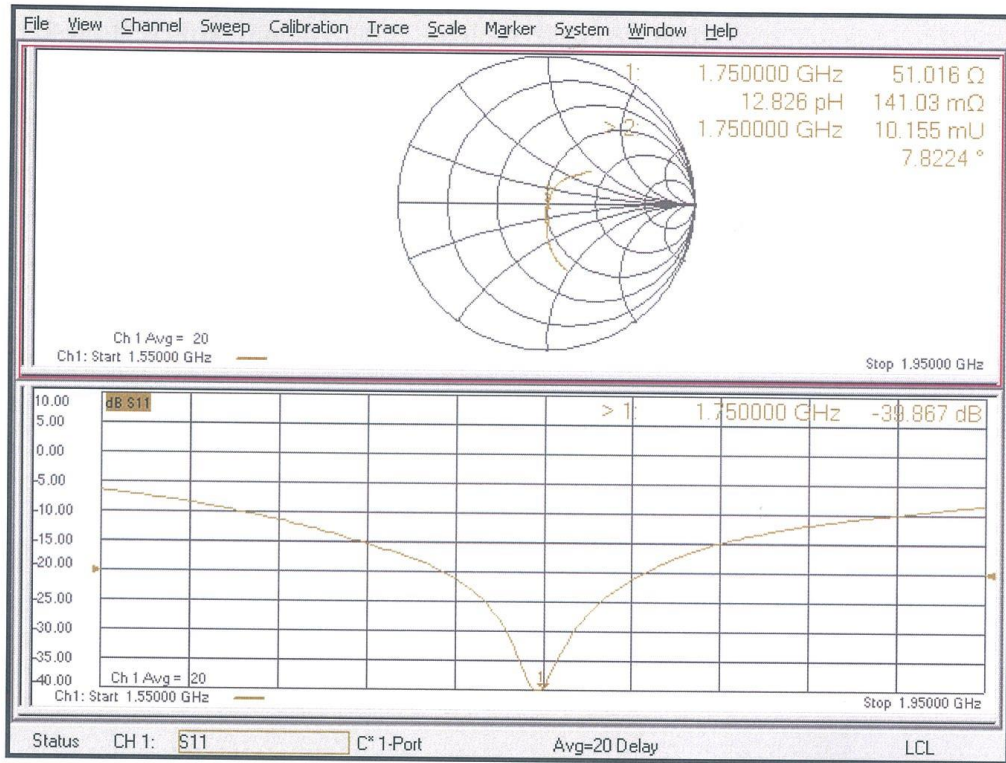 File View Channel Sweep Calibration Trace Scale Marker System Window Help
1: 1.750000 GHz 51.016 Ω
12.826 pH 141.03 mΩ
> 2: 1.750000 GHz 10.155 mU
7.8224 °
Ch 1 Avg = 20
Ch1: Start 1.55000 GHz
Stop 1.95000 GHz
10.00
dB S11
> 1: 1.750000 GHz -39.867 dB
5.00
0.00
-5.00
-10.00
-15.00
-20.00
-25.00
-30.00
-35.00
-40.00
1
Ch 1 Avg = 20
Ch1: Start 1.55000 GHz
Stop 1.95000 GHz
Status CH 1: S11 C* 1-Port Avg=20 Delay LCL